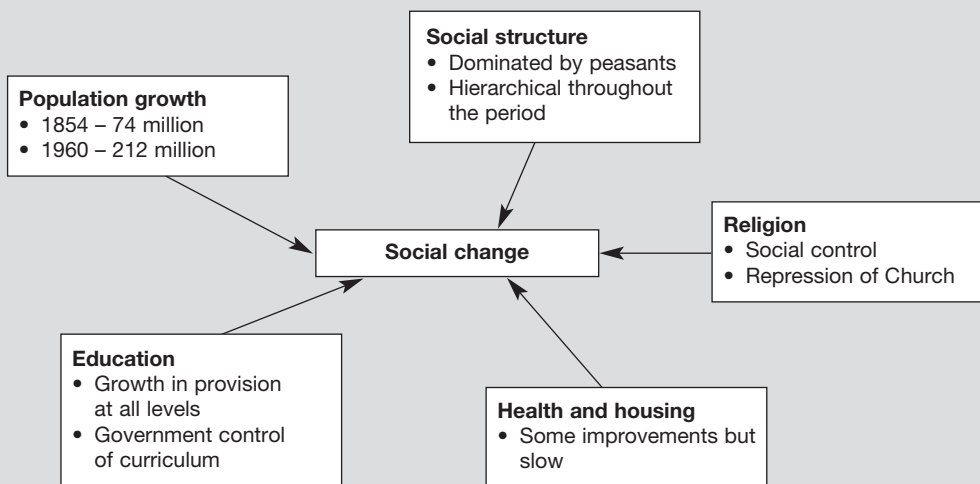 Social structure
• Dominated by peasants
• Hierarchical throughout
the period
Population growth
• 1854 – 74 million
• 1960 – 212 million
Religion
• Social control
• Repression of Church
Social change
Education
• Growth in provision
at all levels
• Government control
of curriculum
Health and housing
• Some improvements but
slow